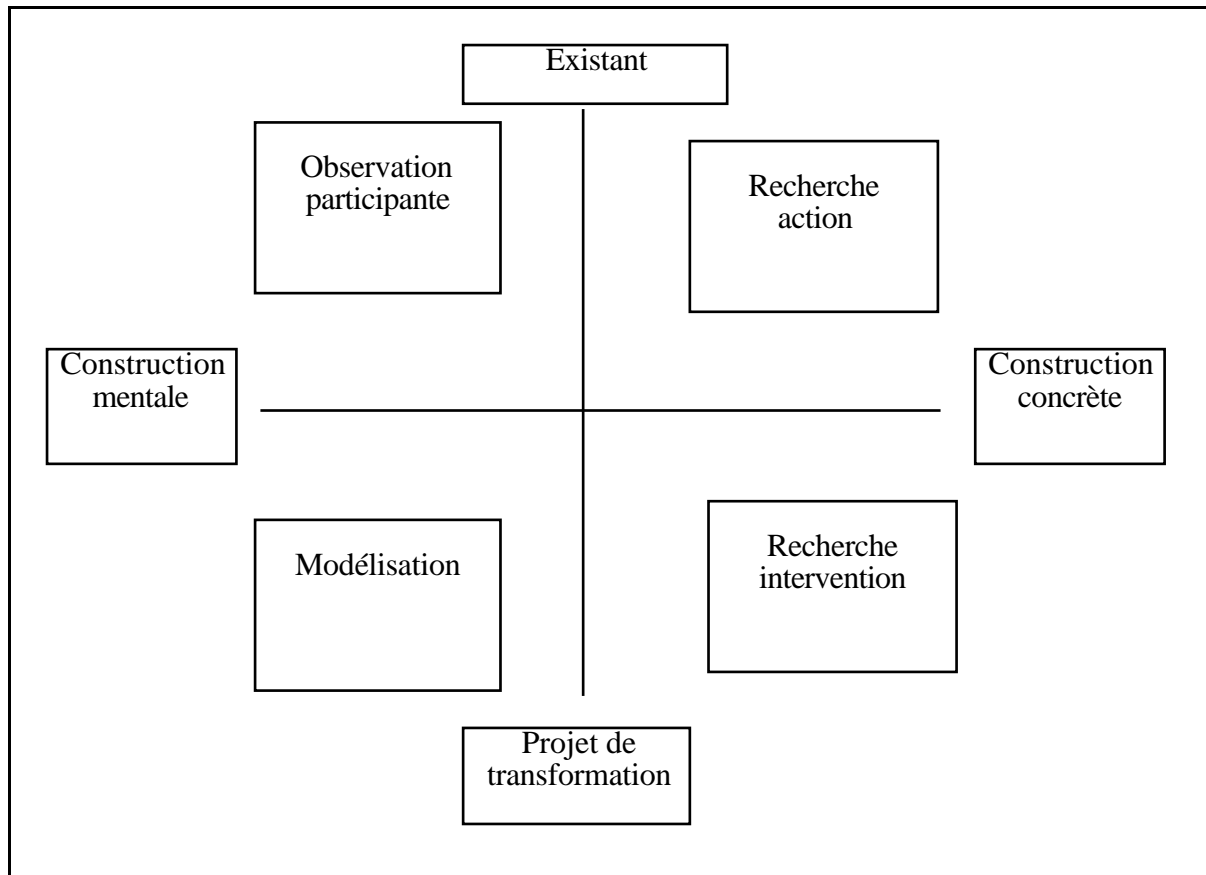 Existant
Observation
participante
Recherche
action
Construction
mentale
Construction
concrète
Modélisation
Recherche
intervention
Projet de
transformation